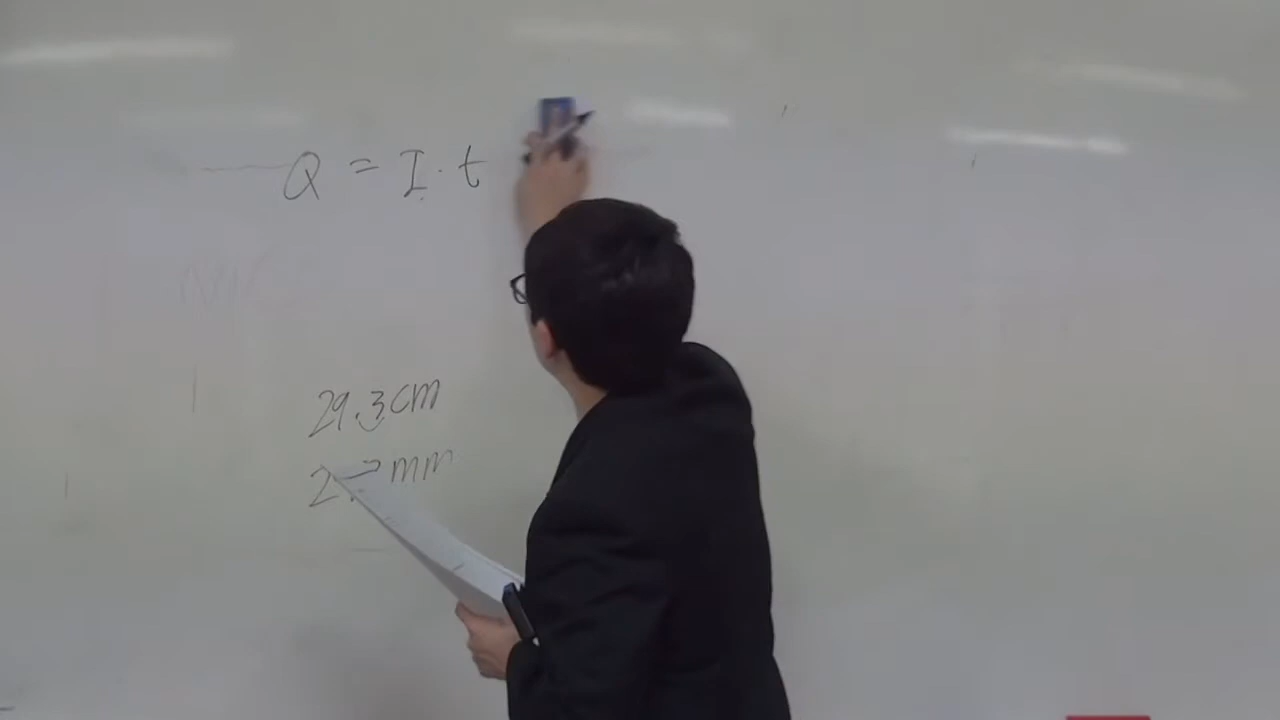 Q = I · t
29.3cm
mm